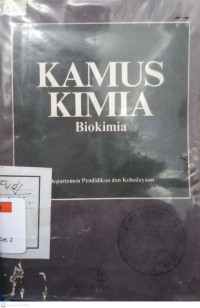 KAMUS
KIMIA
Biokimia
Departemen Pendidikan dan Kebudayaan